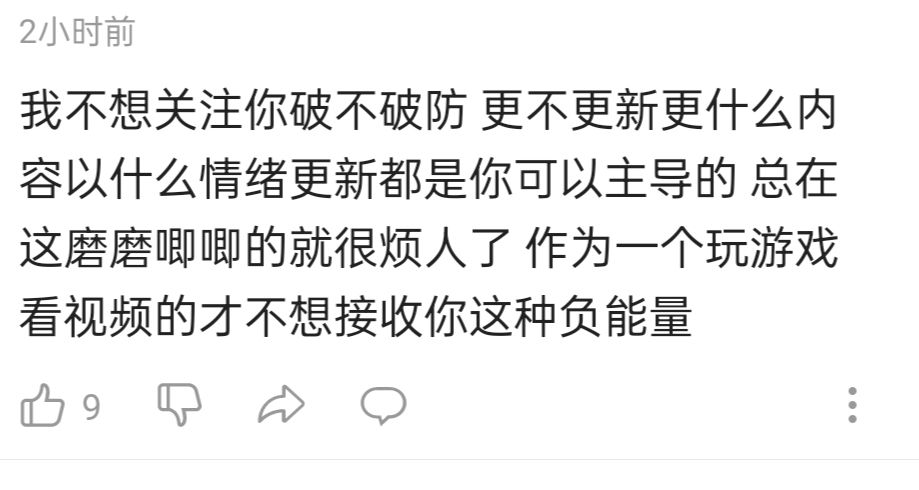 2小时前
我不想关注你破不破防 更不更新更什么内
容以什么情绪更新都是你可以主导的 总在
这磨磨唧唧的就很烦人了 作为一个玩游戏
看视频的才不想接收你这种负能量
9